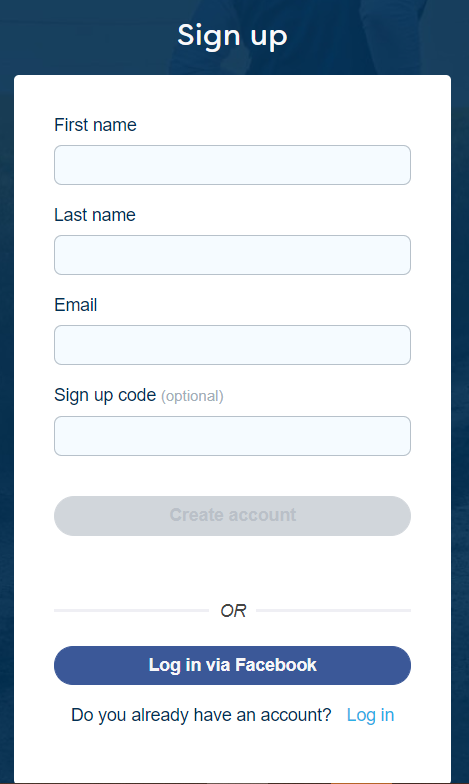 Sign up
First name
Last name
Email
Sign up code (optional)
Create account
OR
Log in via Facebook
Do you already have an account? Log in